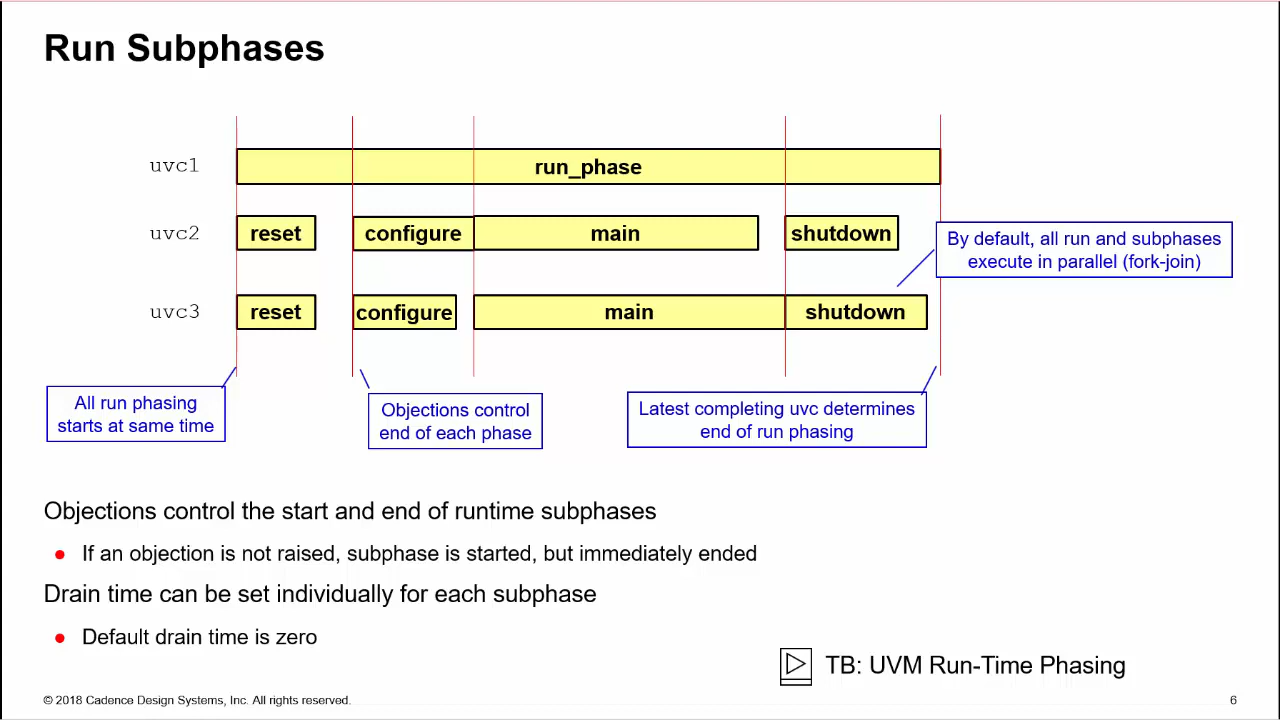 Run Subphases
uvc1
run_phase
uvc2
reset
configure
main
shutdown
By default, all run and subphases
execute in parallel (fork-join)
uvc3
reset
configure
main
shutdown
All run phasing
starts at same time
Objections control
end of each phase
Latest completing uvc determines
end of run phasing
Objections control the start and end of runtime subphases
● If an objection is not raised, subphase is started, but immediately ended
Drain time can be set individually for each subphase
● Default drain time is zero
TB: UVM Run-Time Phasing
© 2018 Cadence Design Systems, Inc. All rights reserved.
6